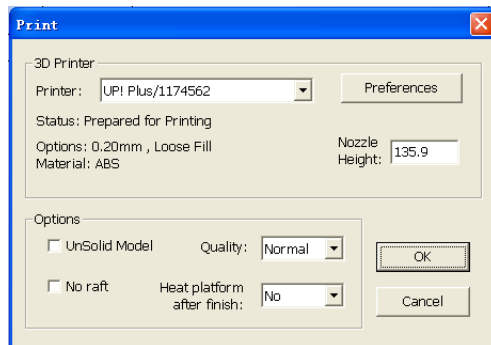 Print
3D Printer
Printer: UP! Plus/1174562
Preferences
Status: Prepared for Printing
Options: 0.20mm , Loose Fill
Material: ABS
Nozzle
Height: 135.9
Options
UnSolid Model
Quality: Normal
OK
No raft
Heat platform
after finish: No
Cancel